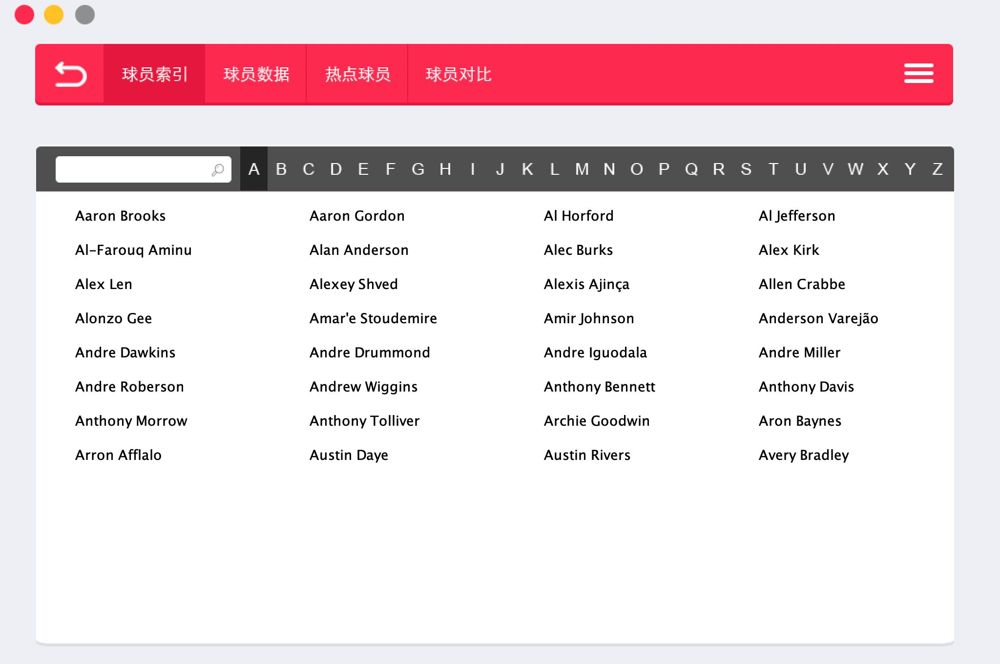 球员索引 球员数据 热点球员 球员对比
A B C D E F G H I J K L M N O P Q R S T U V W X Y Z
Aaron Brooks Aaron Gordon Al Horford Al Jefferson
Al-Farouq Aminu Alan Anderson Alec Burks Alex Kirk
Alex Len Alexey Shved Alexis Ajinça Allen Crabbe
Alonzo Gee Amar'e Stoudemire Amir Johnson Anderson Varejão
Andre Dawkins Andre Drummond Andre Iguodala Andre Miller
Andre Roberson Andrew Wiggins Anthony Bennett Anthony Davis
Anthony Morrow Anthony Tolliver Archie Goodwin Aron Baynes
Arron Afflalo Austin Daye Austin Rivers Avery Bradley